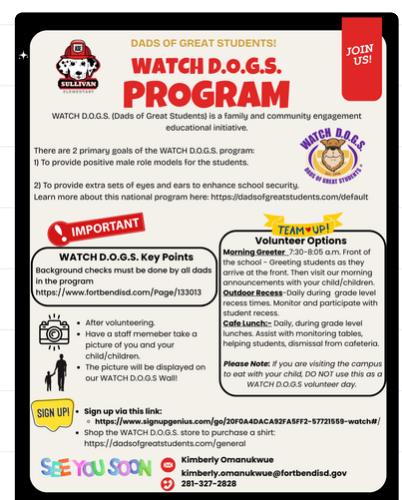 DADS OF GREAT STUDENTS!
JOIN
US!
SULLIVAN
ELEMENTARY
WATCH D.O.G.S.
PROGRAM
WATCH D.O.G.S. (Dads of Great Students) is a family and community engagement
educational initiative.
There are 2 primary goals of the WATCH D.O.G.S. program:
1) To provide positive male role models for the students.
2) To provide extra sets of eyes and ears to enhance school security.
Learn more about this national program here: https://dadsofgreatstudents.com/default
WATCH D.O.G.S.
DADS OF GREAT STUDENTS
IMPORTANT
WATCH D.O.G.S. Key Points
Background checks must be done by all dads
in the program
https://www.fortbendisd.com/Page/133013
After volunteering.
Have a staff memeber take a
picture of you and your
child/children.
The picture will be displayed on
our WATCH D.O.G.S Wall!
TEAM UP!
Volunteer Options
Morning Greeter 7:30-8:05 a.m. Front of
the school - Greeting students as they
arrive at the front. Then visit our morning
announcements with your child/children.
Outdoor Recess-Daily during grade level
recess times. Monitor and participate with
student recess.
Cafe Lunch:- Daily, during grade level
lunches. Assist with monitoring tables,
helping students, dismissal from cafeteria.
Please Note: If you are visiting the campus
to eat with your child, DO NOT use this as a
WATCH D.O.G.S volunteer day.
SIGN UP!
Sign up via this link:
https://www.signupgenius.com/go/20F0A4DACA92FA5FF2-57721559-watch#/
Shop the WATCH D.O.G.S. store to purchase a shirt:
https://dadsofgreatstudents.com/general
SEE YOU SOON
Kimberly Omanukwue
kimberly.omanukwue@fortbendisd.gov
281-327-2828